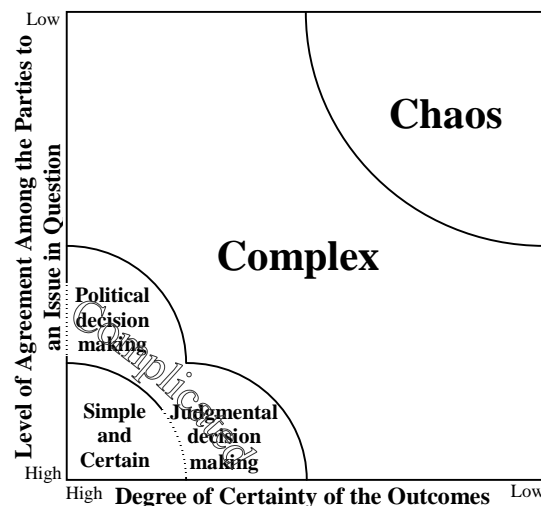 Low
Chaos
Level of Agreement Among the Parties to
an Issue in Question
Complex
Political
decision
making
Complicated
Simple
and
Certain
Judgmental
decision
making
High
High
Degree of Certainty of the Outcomes
Low